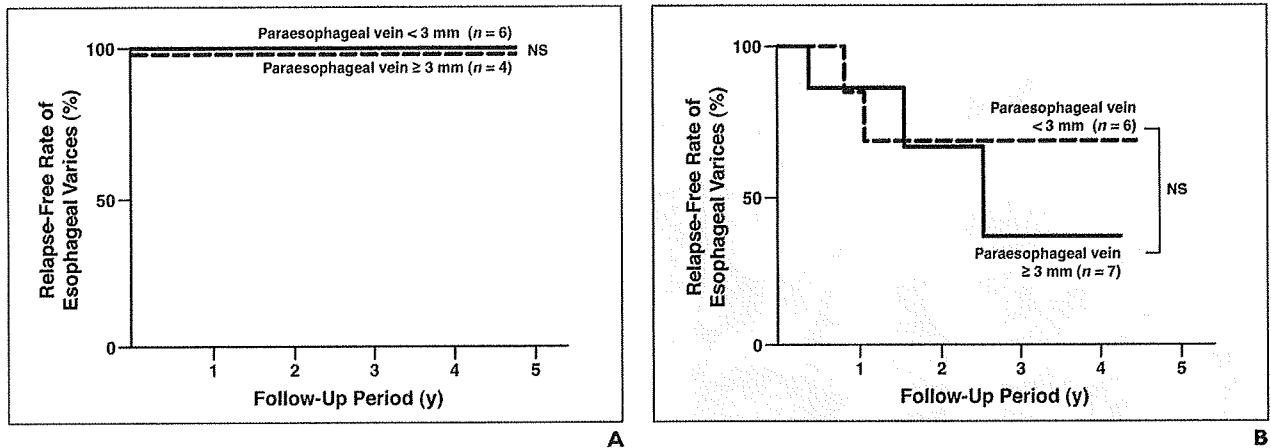 Relapse-Free Rate of
Esophageal Varices (%)
100
50
0
Paraesophageal vein < 3 mm (n = 6)
Paraesophageal vein ≥ 3 mm (n = 4)
NS
1 2 3 4 5
Follow-Up Period (y)
A
Relapse-Free Rate of
Esophageal Varices (%)
100
50
0
Paraesophageal vein
< 3 mm (n = 6)
NS
Paraesophageal vein
≥ 3 mm (n = 7)
1 2 3 4 5
Follow-Up Period (y)
B